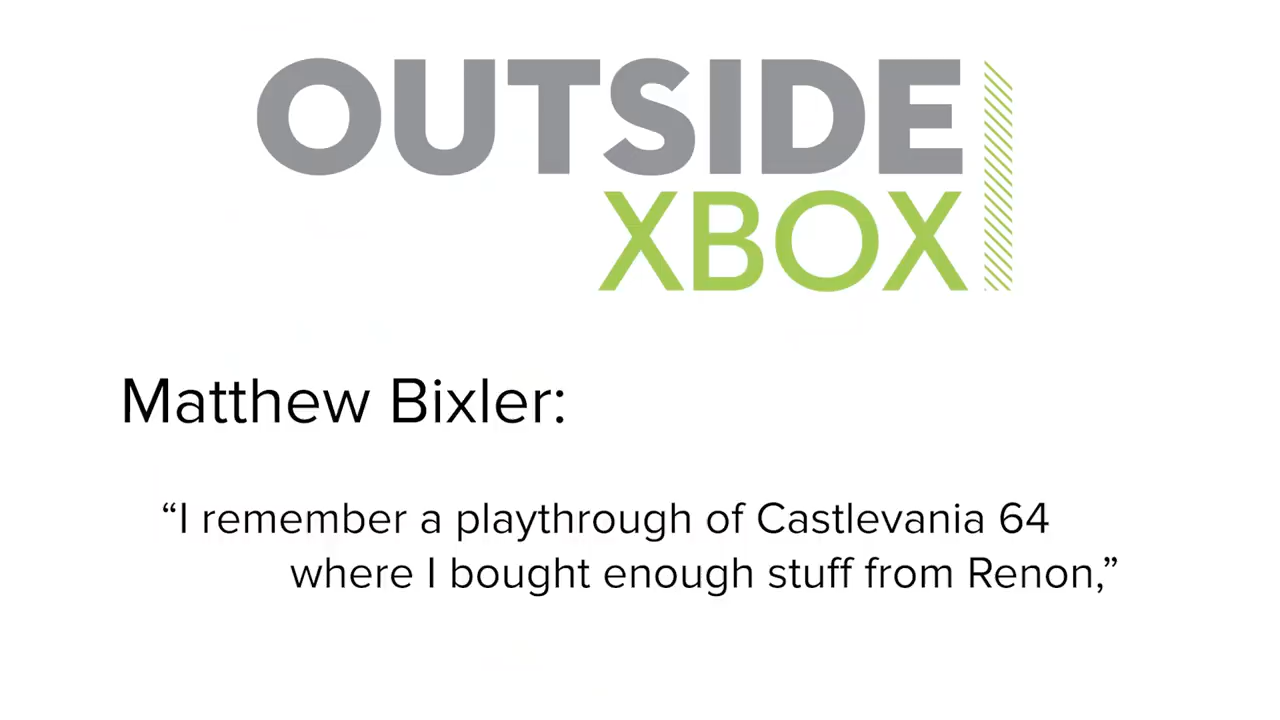 OUTSIDE
XBOX
Matthew Bixler:
“I remember a playthrough of Castlevania 64
where I bought enough stuff from Renon,”